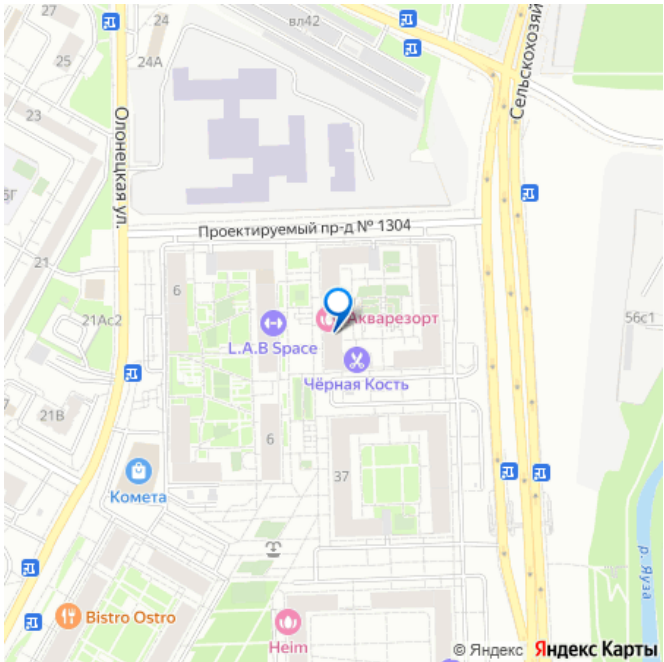 27
24
вл42
25
24А
Сельскохозяй
23
Олонецкая ул.
5Г
Проектируемый пр-д № 1304
21
6
21Ас2
Акварезорт
56с1
L.A.B Space
Чёрная Кость
7
21В
6
37
Комета
р. Яуза
Bistro Ostro
Heim
© Яндекс Яндекс Карты